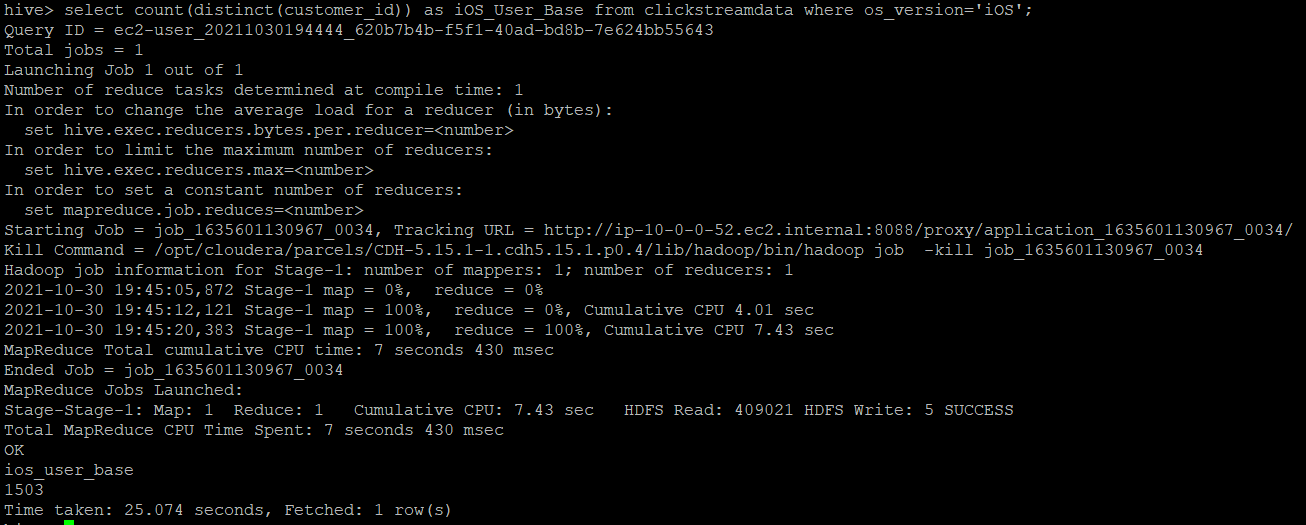 hive> select count(distinct(customer_id)) as iOS_User_Base from clickstreamdata where os_version='iOS';
Query ID = ec2-user_20211030194444_620b7b4b-f5f1-40ad-bd8b-7e624bb55643
Total jobs = 1
Launching Job 1 out of 1
Number of reduce tasks determined at compile time: 1
In order to change the average load for a reducer (in bytes):
  set hive.exec.reducers.bytes.per.reducer=<number>
In order to limit the maximum number of reducers:
  set hive.exec.reducers.max=<number>
In order to set a constant number of reducers:
  set mapreduce.job.reduces=<number>
Starting Job = job_1635601130967_0034, Tracking URL = http://ip-10-0-0-52.ec2.internal:8088/proxy/application_1635601130967_0034/
Kill Command = /opt/cloudera/parcels/CDH-5.15.1-1.cdh5.15.1.p0.4/lib/hadoop/bin/hadoop job  -kill job_1635601130967_0034
Hadoop job information for Stage-1: number of mappers: 1; number of reducers: 1
2021-10-30 19:45:05,872 Stage-1 map = 0%,  reduce = 0%
2021-10-30 19:45:12,121 Stage-1 map = 100%,  reduce = 0%, Cumulative CPU 4.01 sec
2021-10-30 19:45:20,383 Stage-1 map = 100%,  reduce = 100%, Cumulative CPU 7.43 sec
MapReduce Total cumulative CPU time: 7 seconds 430 msec
Ended Job = job_1635601130967_0034
MapReduce Jobs Launched:
Stage-Stage-1: Map: 1  Reduce: 1   Cumulative CPU: 7.43 sec   HDFS Read: 409021 HDFS Write: 5 SUCCESS
Total MapReduce CPU Time Spent: 7 seconds 430 msec
OK
ios_user_base
1503
Time taken: 25.074 seconds, Fetched: 1 row(s)